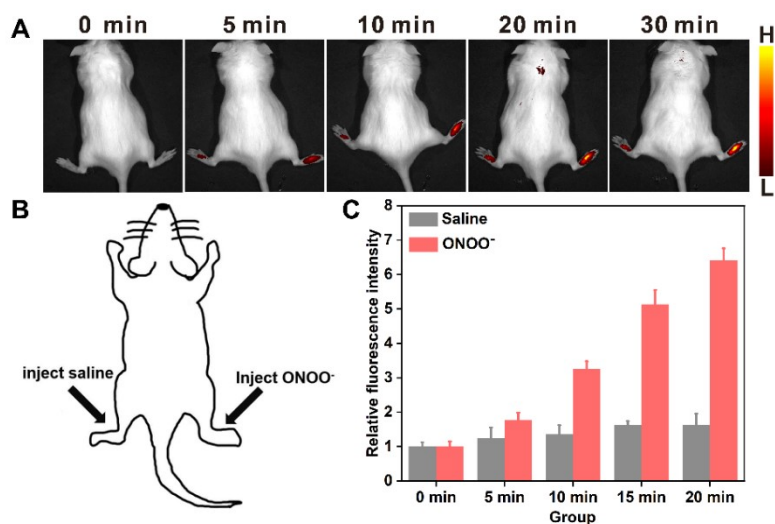 A
0 min 5 min 10 min 20 min 30 min
H
L
B
inject saline
Inject ONOO⁻
C
8
7
6
5
4
3
2
1
0
Relative fluorescence intensity
Saline
ONOO⁻
0 min 5 min 10 min 15 min 20 min
Group